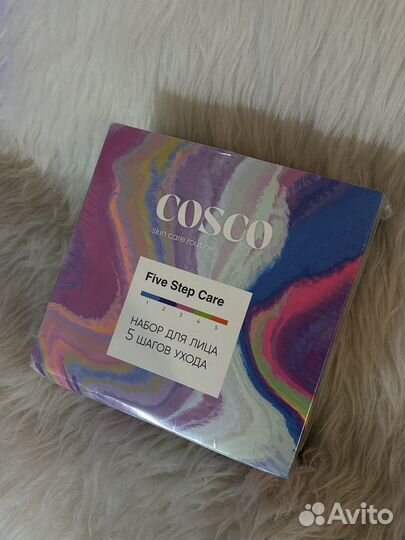 COSCO
skin care routine
Five Step Care
1 2 3 4 5
НАБОР ДЛЯ ЛИЦА
5 ШАГОВ УХОДА
Avito